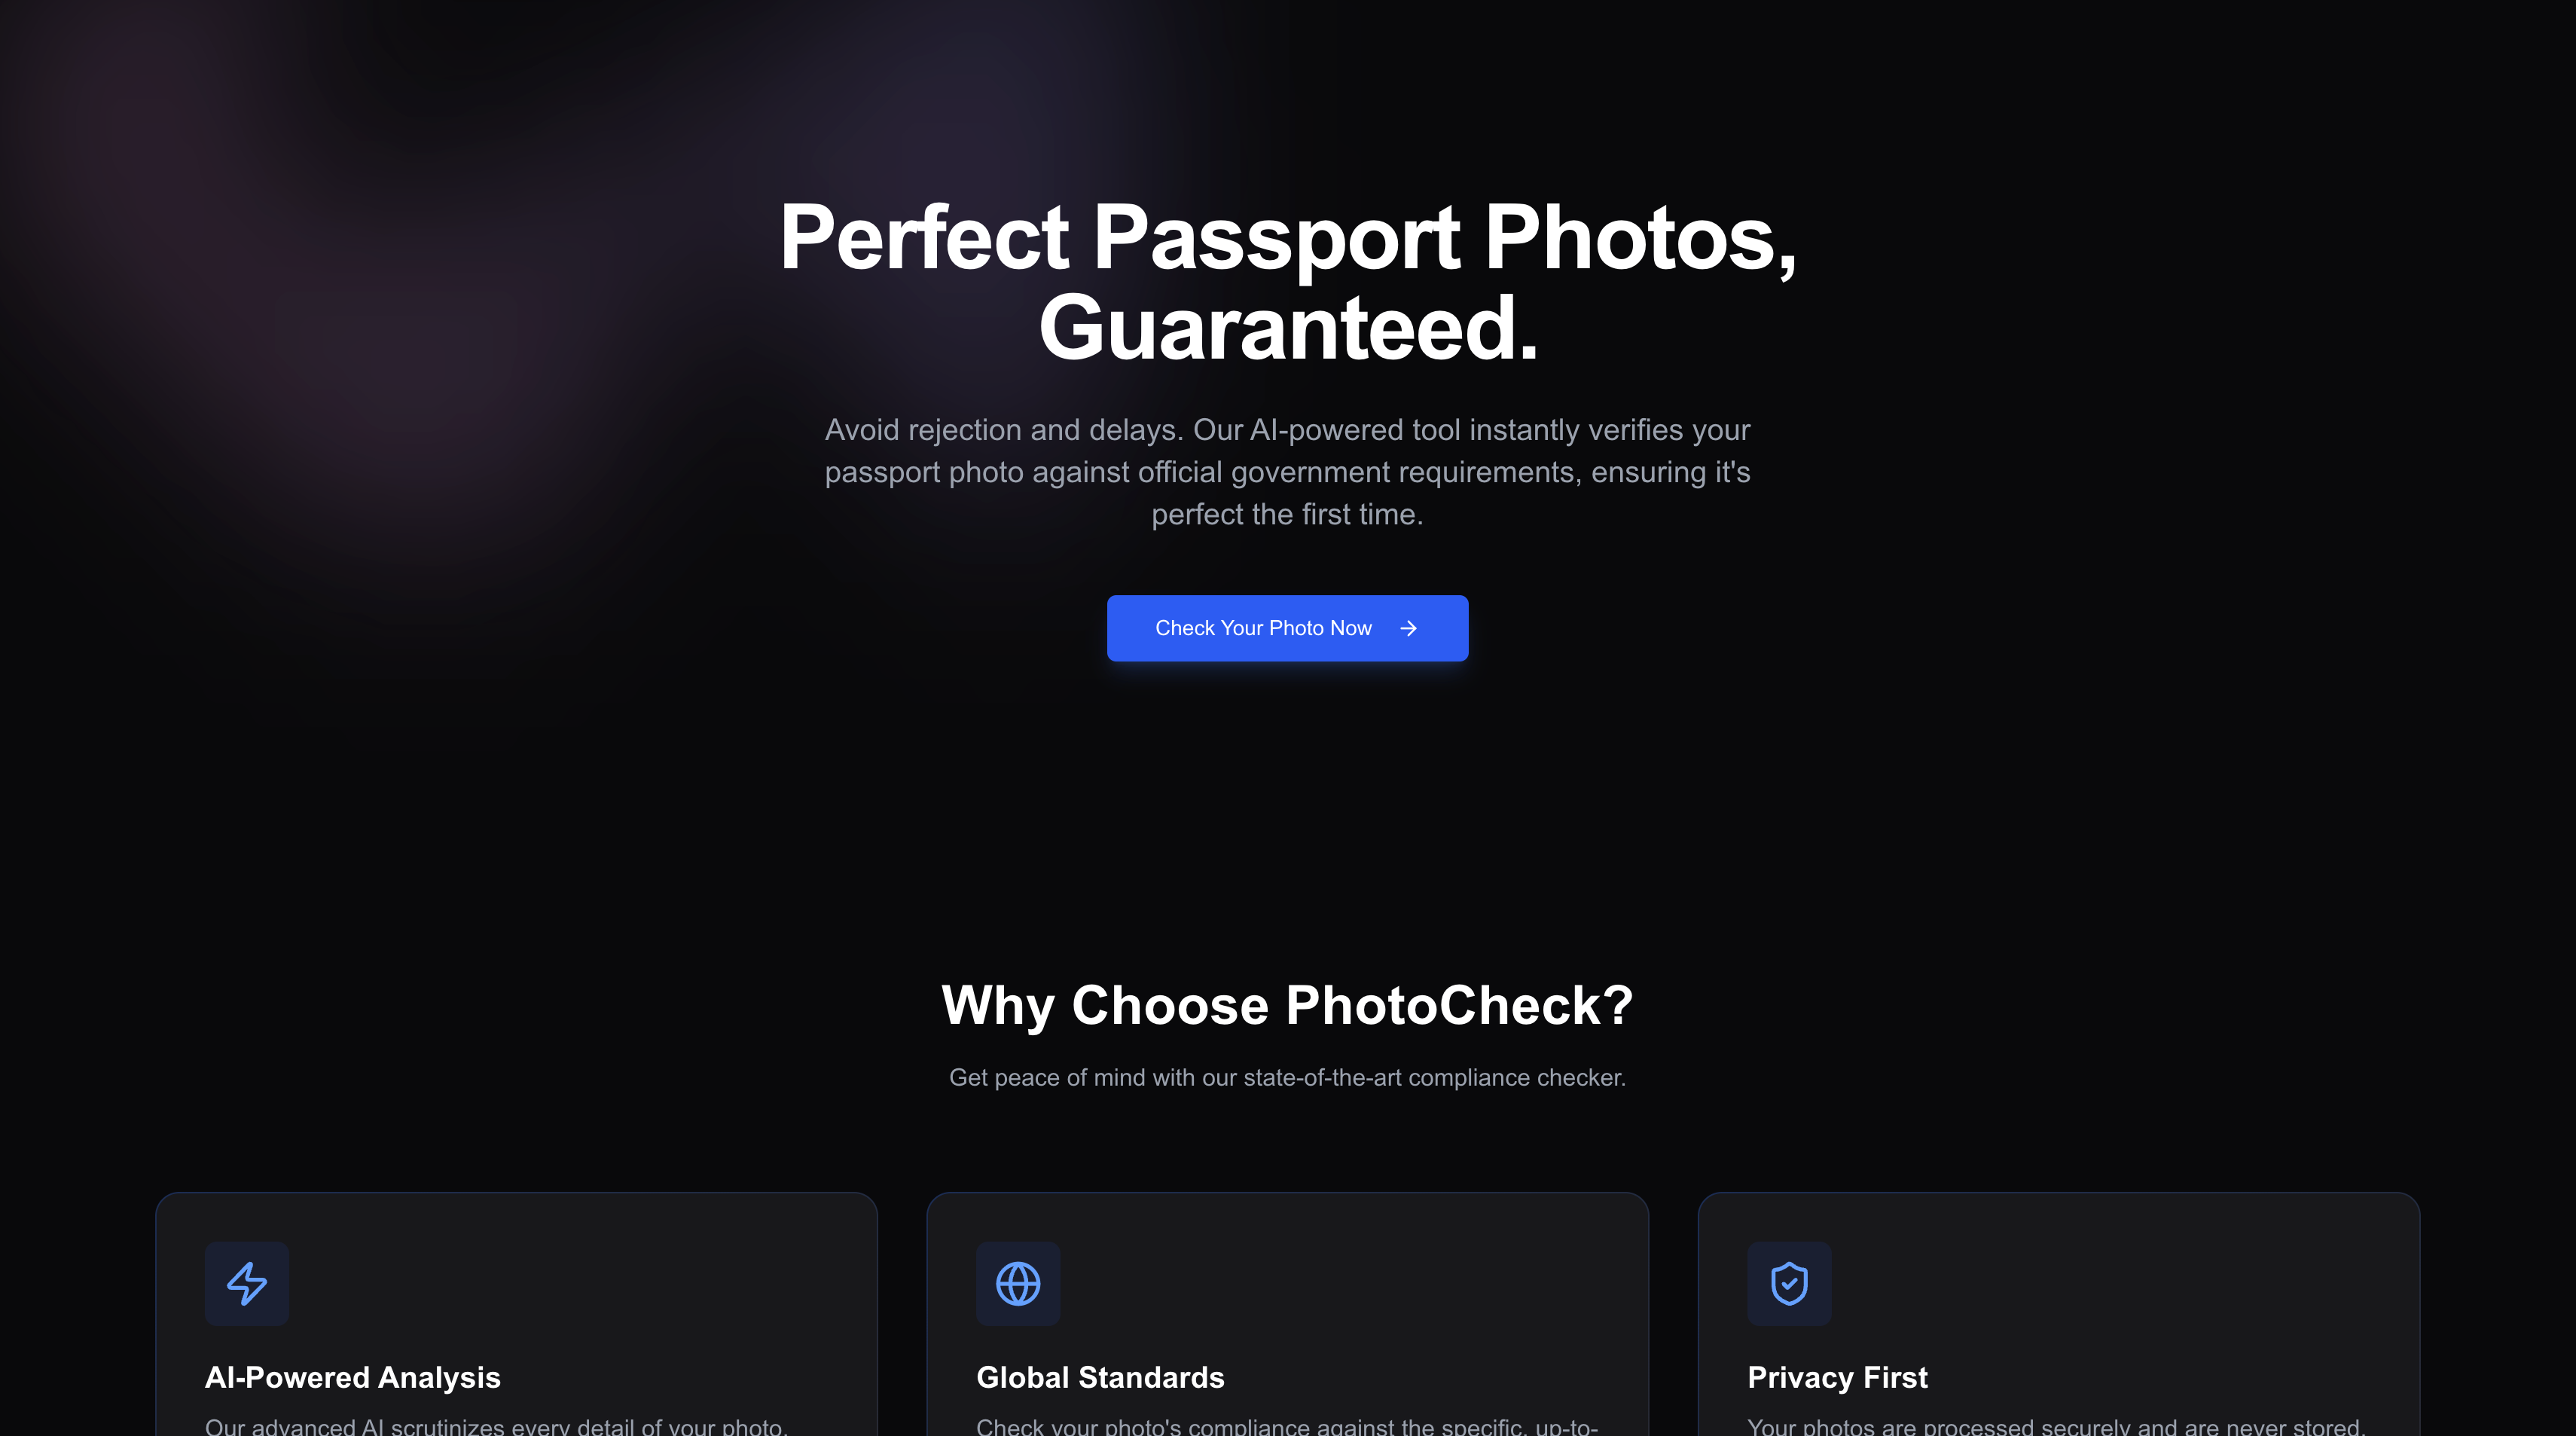 Perfect Passport Photos,
Guaranteed.
Avoid rejection and delays. Our AI-powered tool instantly verifies your
passport photo against official government requirements, ensuring it's
perfect the first time.
Check Your Photo Now
Why Choose PhotoCheck?
Get peace of mind with our state-of-the-art compliance checker.
AI-Powered Analysis
Global Standards
Privacy First
Our advanced AI scrutinizes every detail of your photo,
Check your photo's compliance against the specific, up-to-
Your photos are processed securely and are never stored.